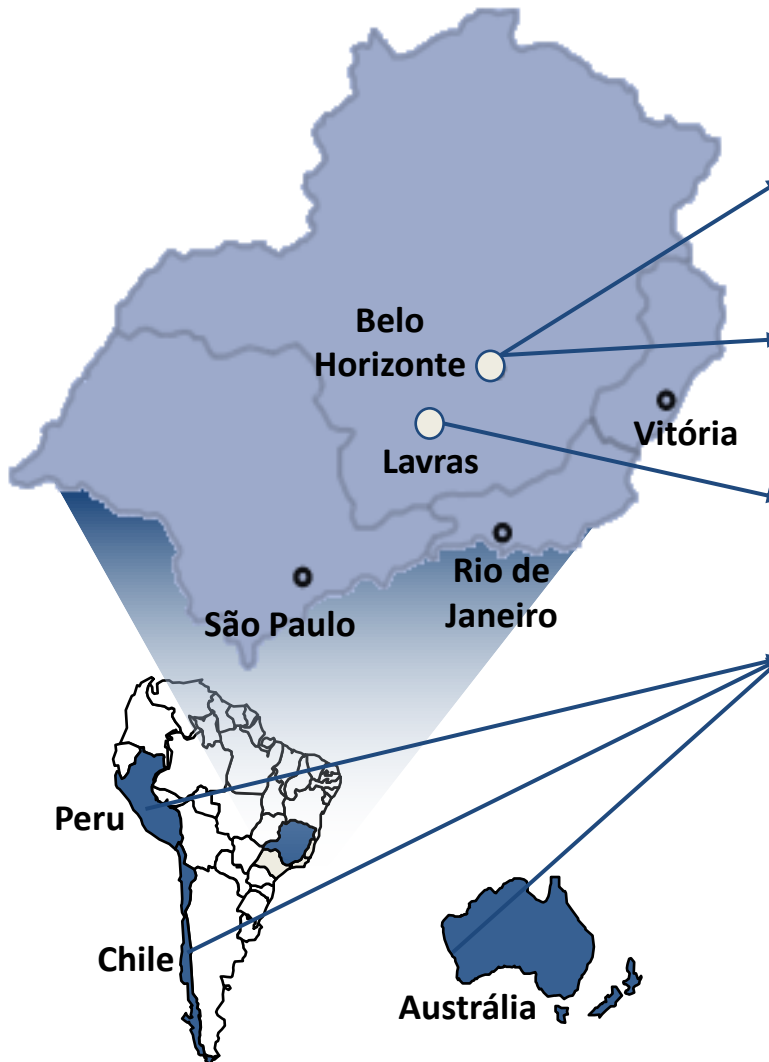 Belo
Horizonte
Lavras
Vitória
Rio de
Janeiro
São Paulo
Peru
Chile
Austrália